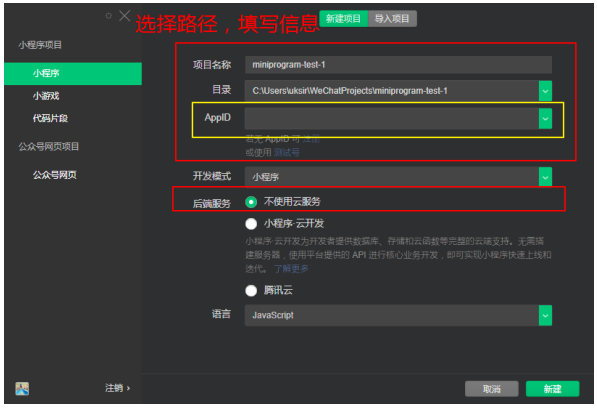 选择路径，填写信息
新建项目 导入项目
小程序项目
小程序
小游戏
代码片段
公众号网页项目
公众号网页
项目名称 miniprogram-test-1
目录 C:\Users\uksir\WeChatProjects\miniprogram-test-1
AppID
若无 AppID 可 注册
或使用 测试号
开发模式 小程序
后端服务 不使用云服务
小程序·云开发
小程序·云开发为开发者提供数据库、存储和云函数等完整的云端支持。无需搭
建服务器，使用平台提供的 API 进行核心业务开发，即可实现小程序快速上线和
迭代。 了解更多
腾讯云
语言 JavaScript
注销 ›
取消 新建